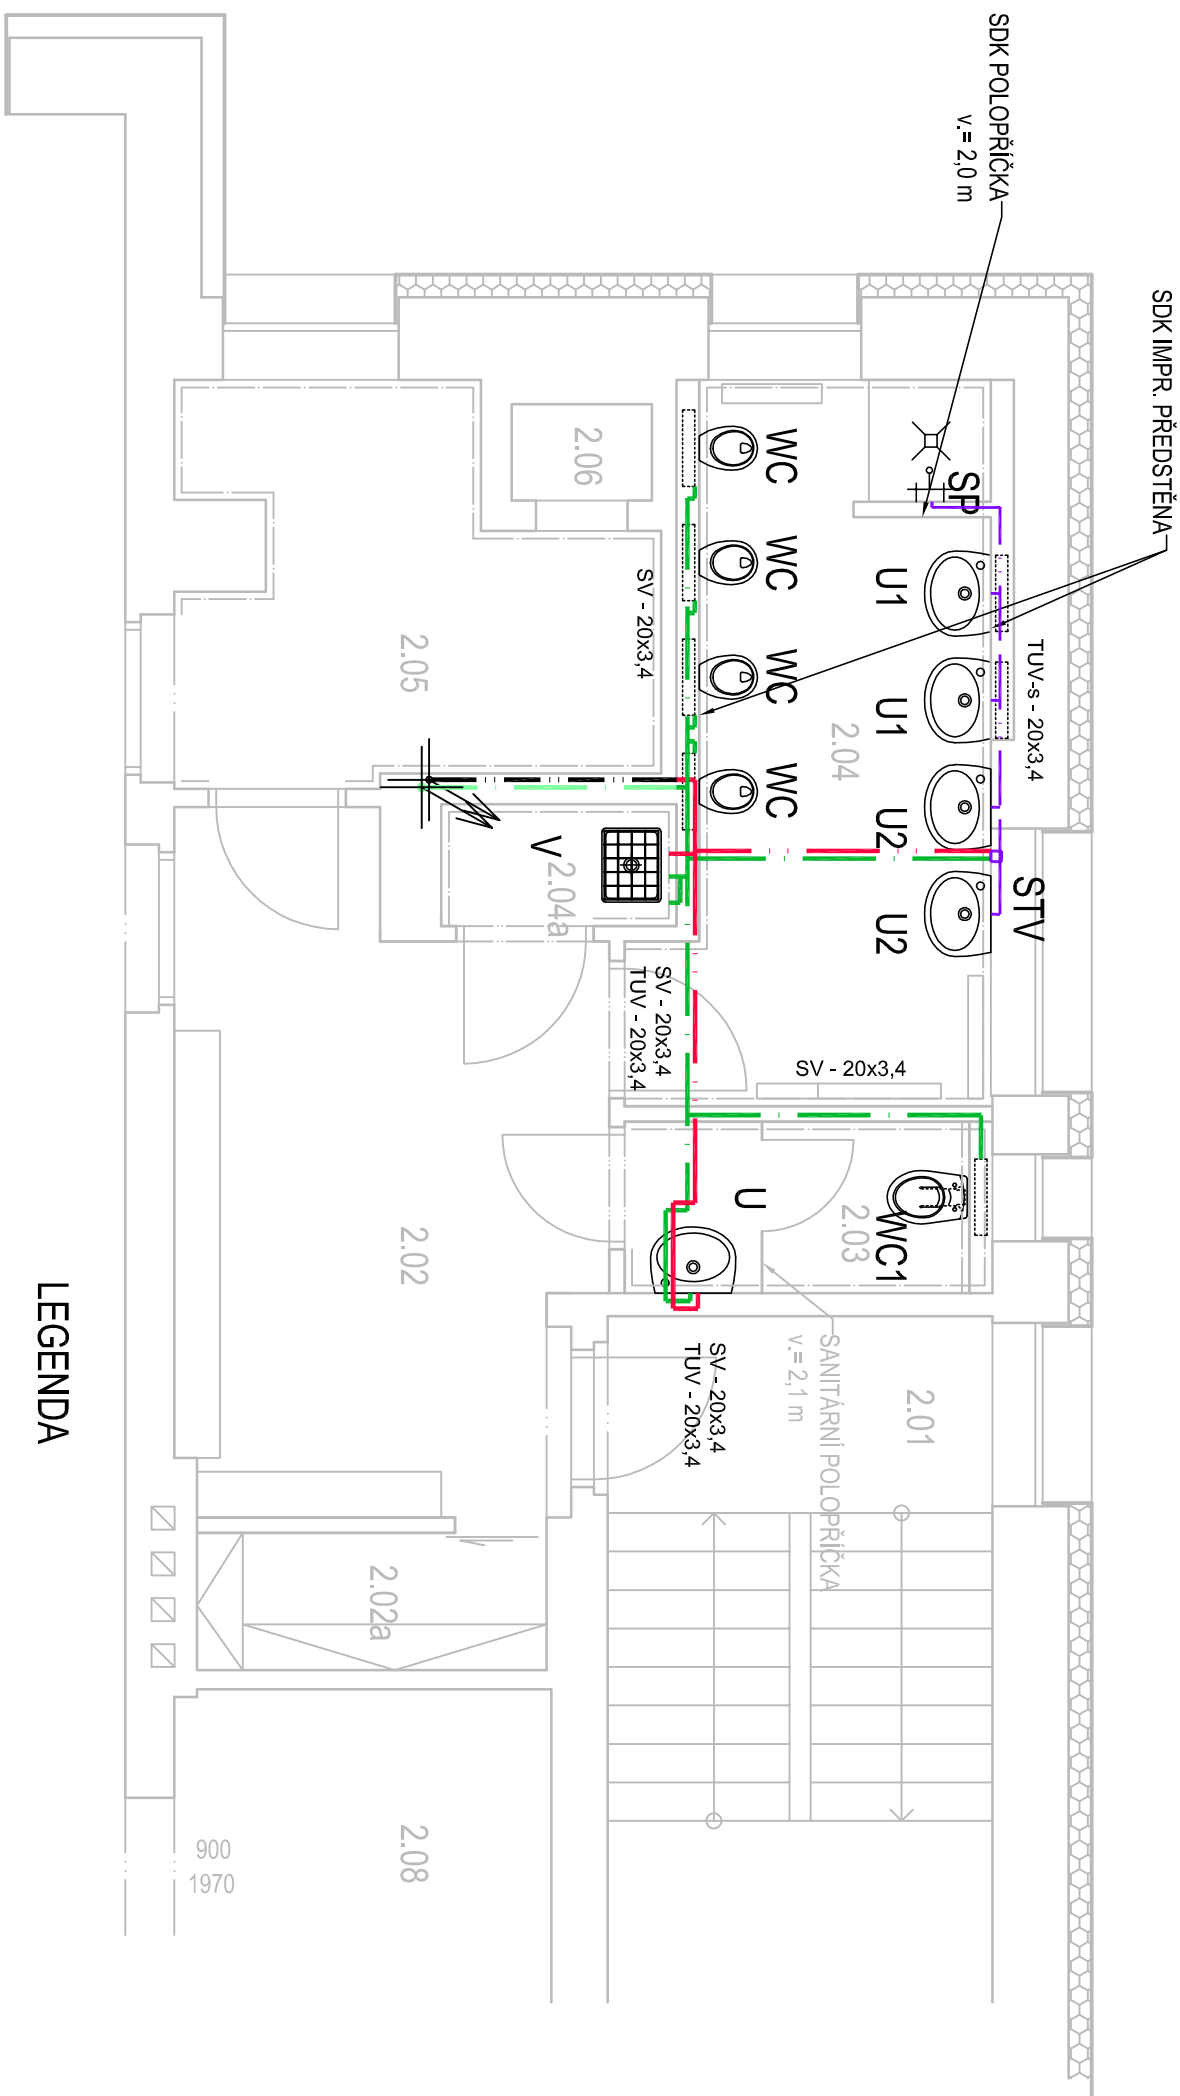 SDK POLOPŘÍČKA
v.= 2,0 m
SDK IMPR. PŘEDSTĚNA
WC
WC
WC
WC
SP
U1
U1
U2
U2
STV
TUV-s - 20x3,4
2.06
SV - 20x3,4
2.05
2.04
V
2.04a
SV - 20x3,4
TUV - 20x3,4
SV - 20x3,4
U
2.03
WC1
2.02
SV - 20x3,4
TUV - 20x3,4
SANITÁRNÍ POLOPŘÍČKA
v.= 2,1 m
2.01
2.02a
2.08
900
1970
LEGENDA